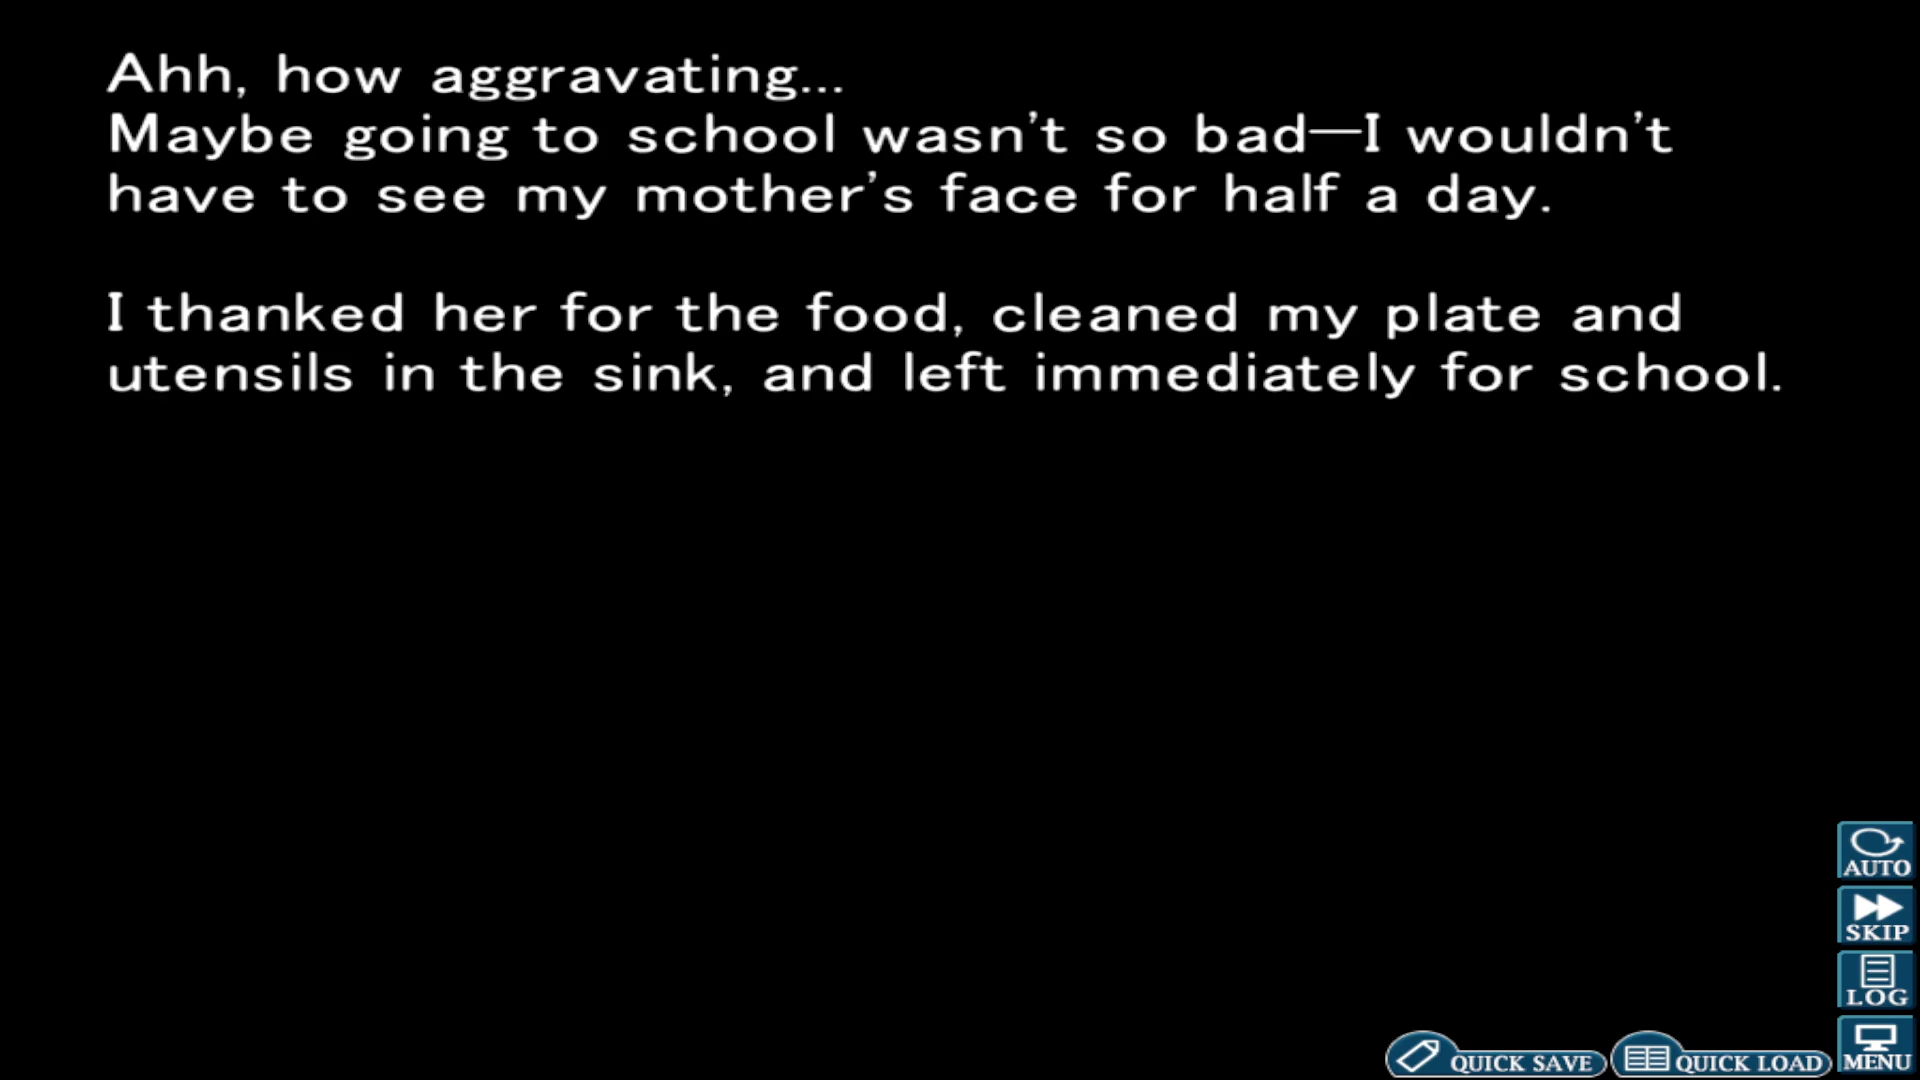 Ahh, how aggravating...
Maybe going to school wasn't so bad—I wouldn't
have to see my mother's face for half a day.
I thanked her for the food, cleaned my plate and
utensils in the sink, and left immediately for school.
AUTO
SKIP
LOG
QUICK SAVE
QUICK LOAD
MENU